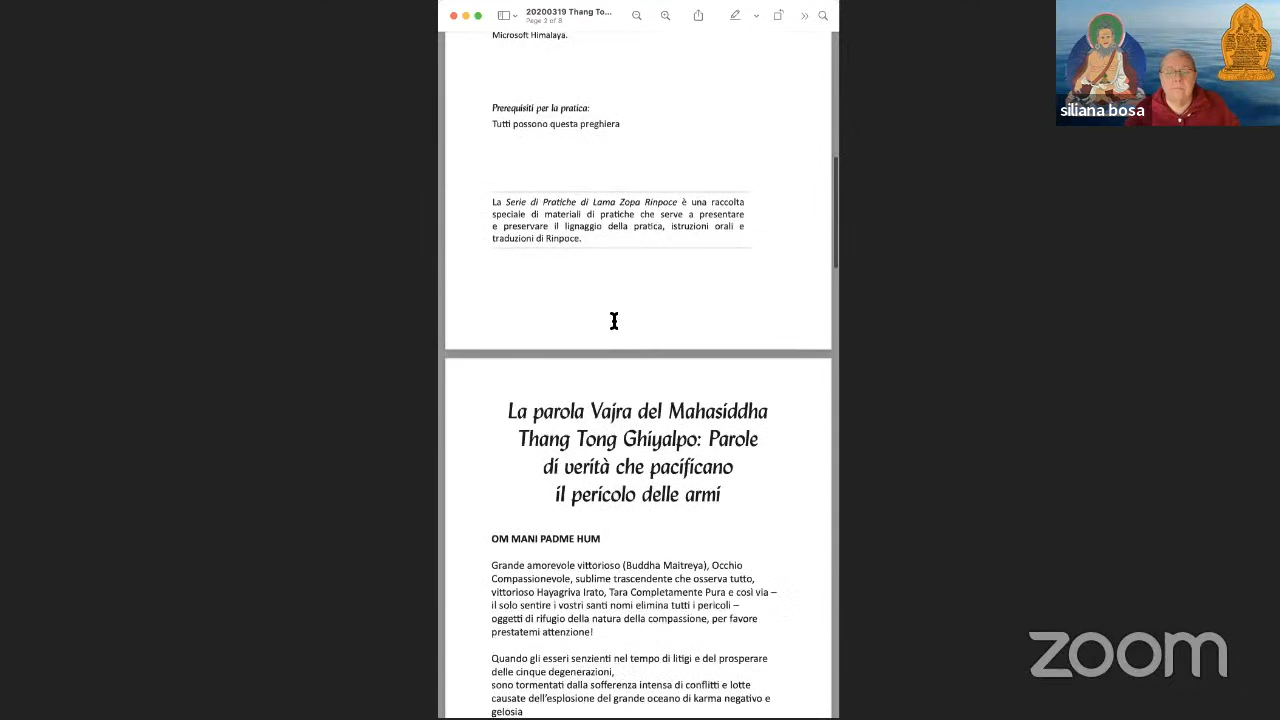 20200319 Thang To...
Page 2 of 8
Microsoft Himalaya.
Prerequisiti per la pratica:
Tutti possono questa preghiera
La Serie di Pratiche di Lama Zopa Rinpoce è una raccolta
speciale di materiali di pratiche che serve a presentare
e preservare il lignaggio della pratica, istruzioni orali e
traduzioni di Rinpoce.
La parola Vajra del Mahasiddha
Thang Tong Ghiyalpo: Parole
di verità che pacificano
il pericolo delle armi
OM MANI PADME HUM
Grande amorevole vittorioso (Buddha Maitreya), Occhio
Compassionevole, sublime trascendente che osserva tutto,
vittorioso Hayagriva Irato, Tara Completamente Pura e così via –
il solo sentire i vostri santi nomi elimina tutti i pericoli –
oggetti di rifugio della natura della compassione, per favore
prestatemi attenzione!
Quando gli esseri senzienti nel tempo di litigi e del prosperare
delle cinque degenerazioni,
sono tormentati dalla sofferenza intensa di conflitti e lotte
causate dell'esplosione del grande oceano di karma negativo e
gelosia
siliana bosa
zoom